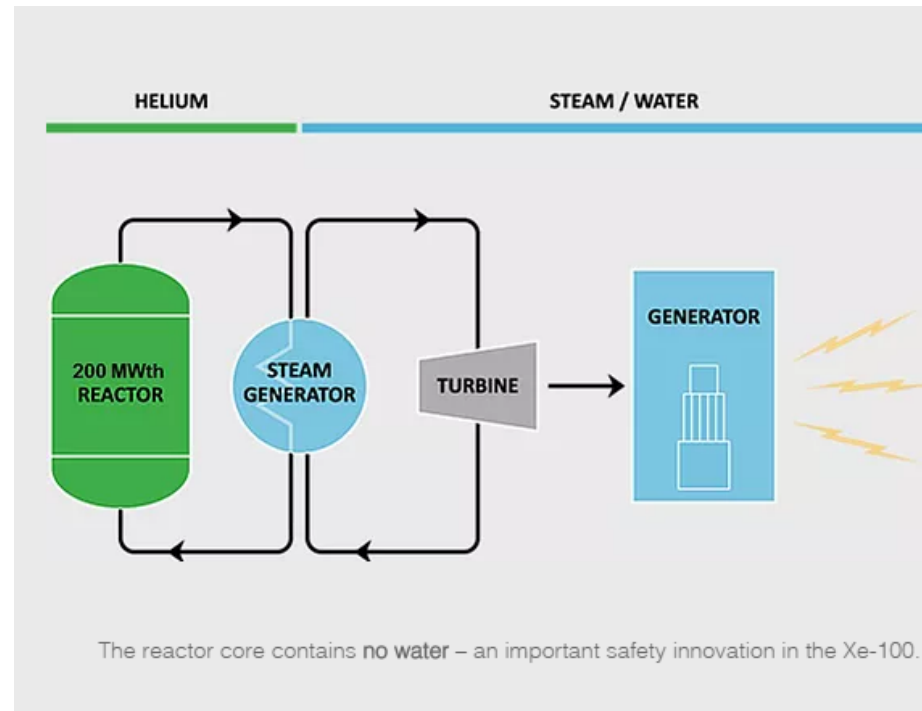 HELIUM
STEAM / WATER
200 MWth
REACTOR
STEAM
GENERATOR
TURBINE
GENERATOR
The reactor core contains no water – an important safety innovation in the Xe-100.